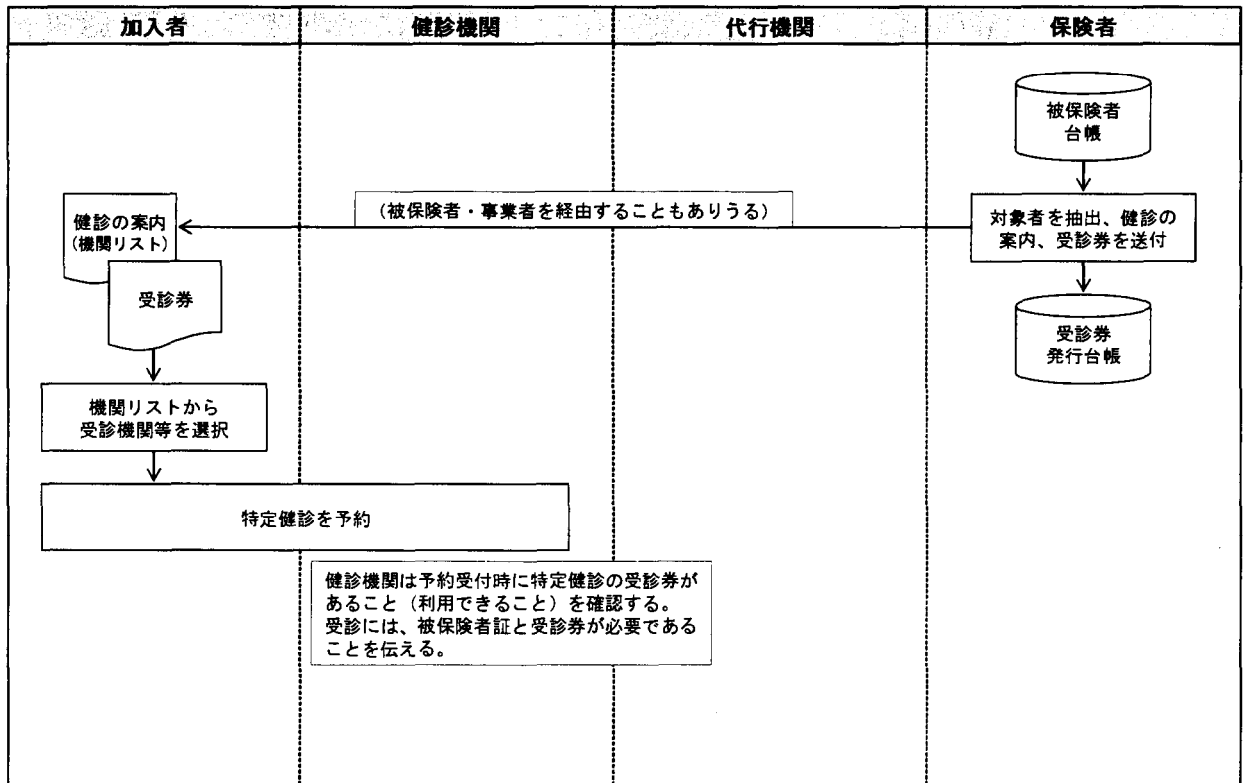 加入者
健診機関
代行機関
保険者
被保険者
台帳
(被保険者・事業者を経由することもありうる)
対象者を抽出、健診の
案内、受診券を送付
健診の案内
(機関リスト)
受診券
受診券
発行台帳
機関リストから
受診機関等を選択
特定健診を予約
健診機関は予約受付時に特定健診の受診券が
あること（利用できること）を確認する。
受診には、被保険者証と受診券が必要である
ことを伝える。